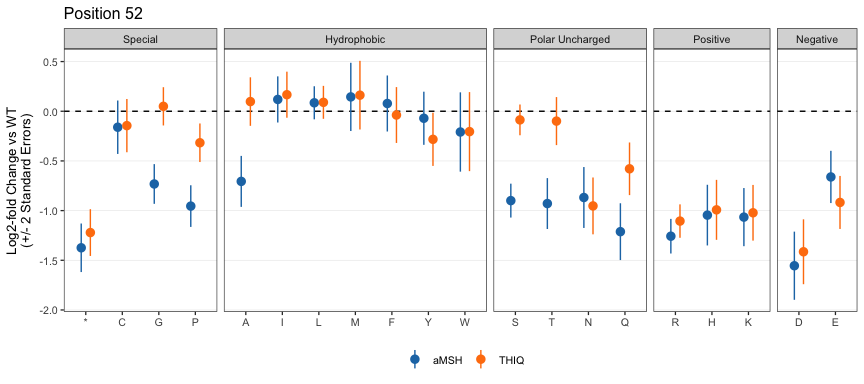 Position 52
Special Hydrophobic Polar Uncharged Positive Negative
Log2-fold Change vs WT
(+/- 2 Standard Errors)
0.5
0.0
-0.5
-1.0
-1.5
-2.0
* C G P A I L M F Y W S T N Q R H K D E
aMSH THIQ